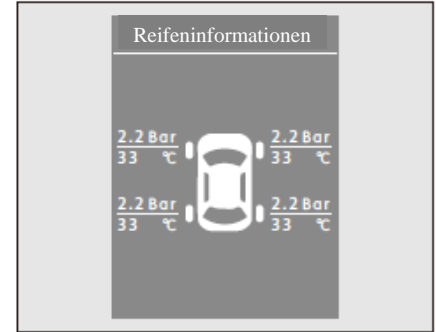 Reifeninformationen
2.2 Bar 2.2 Bar
33 ℃ 33 ℃
2.2 Bar 2.2 Bar
33 ℃ 33 ℃